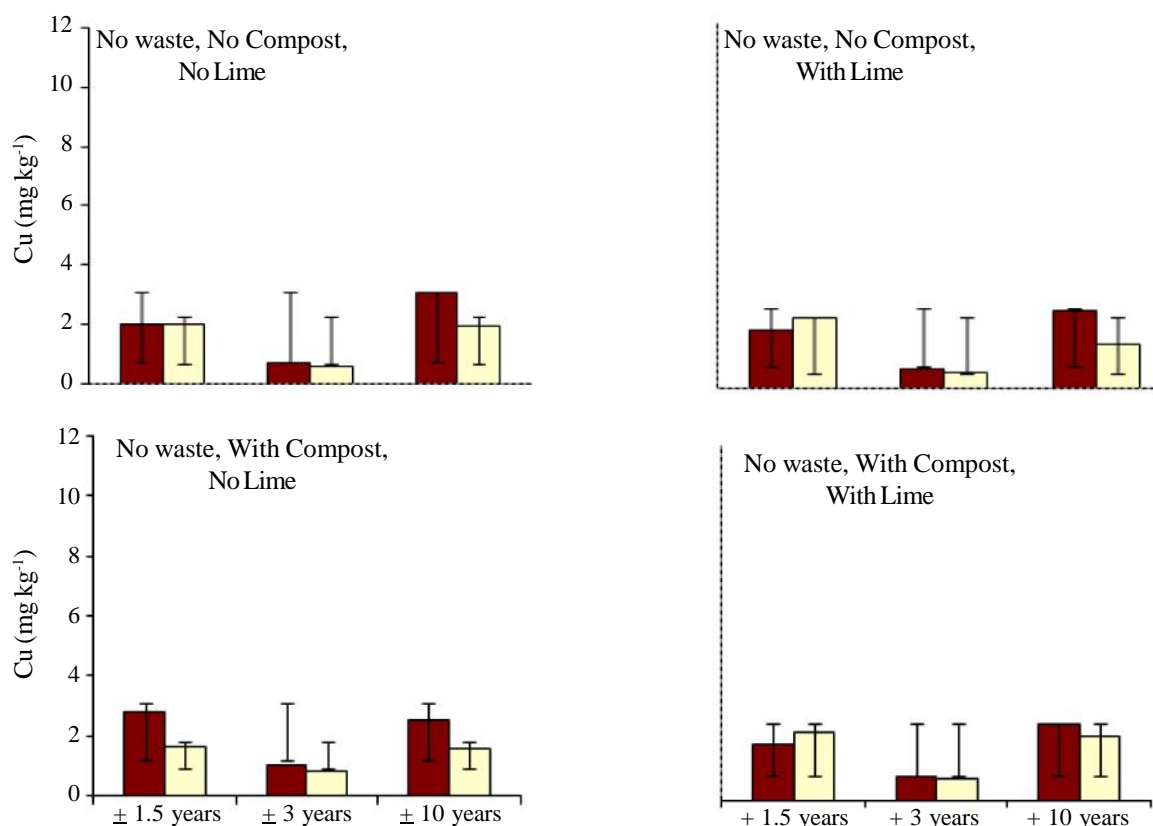 12
10
8
6
4
2
0
Cu (mg kg-1)
No waste, No Compost,
No Lime
No waste, No Compost,
With Lime
12
10
8
6
4
2
0
Cu (mg kg-1)
No waste, With Compost,
No Lime
± 1.5 years
± 3 years
± 10 years
No waste, With Compost,
With Lime
+ 1.5 years
+ 3 years
+ 10 years